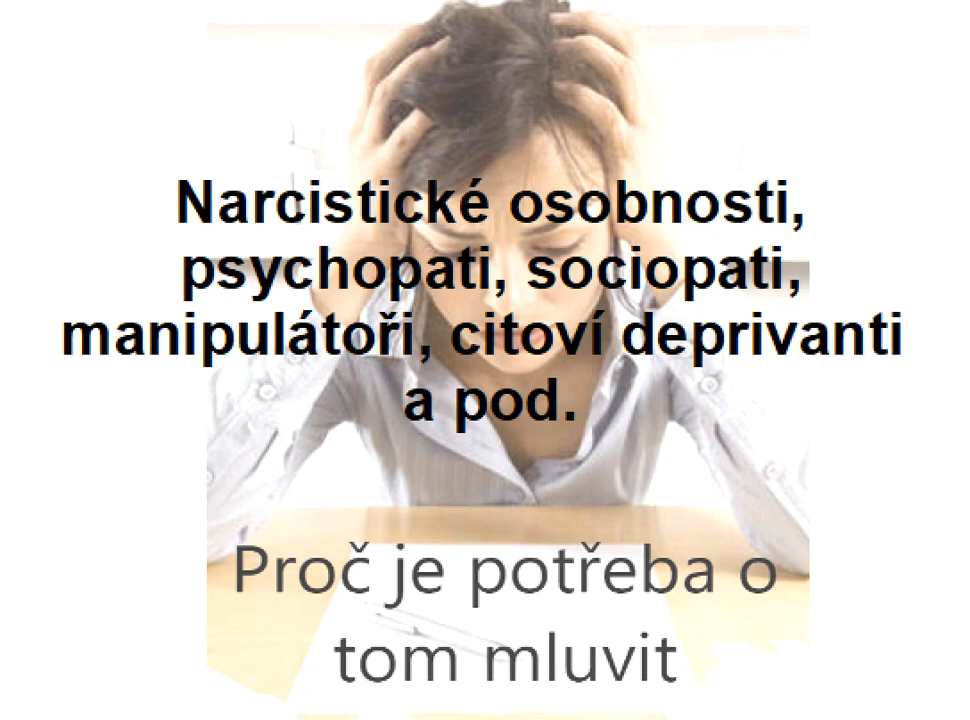 Narcistické osobnosti,
psychopati, sociopati,
manipulátoři, citoví deprivanti
a pod.
Proč je potřeba o
tom mluvit